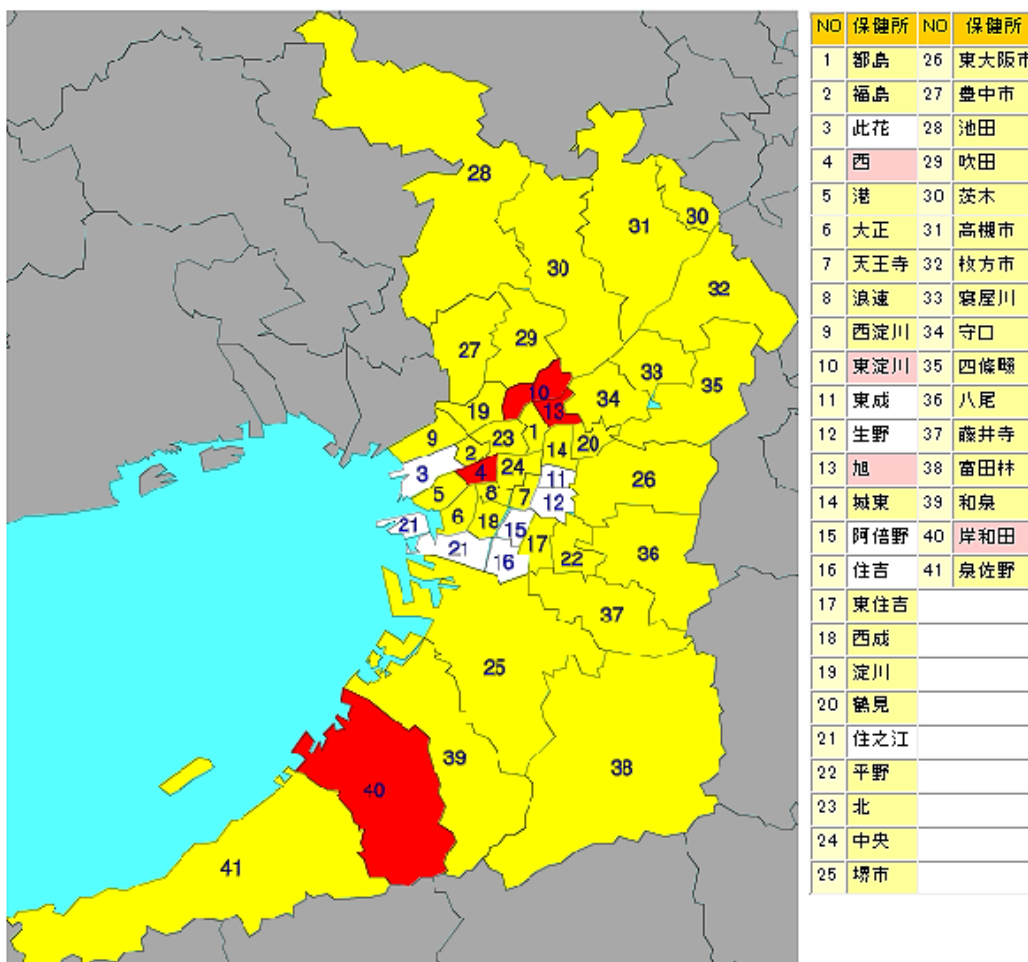 28
30
31
30
32
27
29
33
35
10
34
19
13
9
23
1
14
20
2
3
4
24
11
26
5
8
7
12
21
6
18
15
17
21
16
22
36
37
25
39
38
40
41
NO 保健所 NO 保健所
1 都島 26 東大阪市
2 福島 27 豊中市
3 此花 28 池田
4 西 29 吹田
5 港 30 茨木
6 大正 31 高槻市
7 天王寺 32 枚方市
8 浪速 33 寝屋川
9 西淀川 34 守口
10 東淀川 35 四條畷
11 東成 36 八尾
12 生野 37 藤井寺
13 旭 38 富田林
14 城東 39 和泉
15 阿倍野 40 岸和田
16 住吉 41 泉佐野
17 東住吉
18 西成
19 淀川
20 鶴見
21 住之江
22 平野
23 北
24 中央
25 堺市